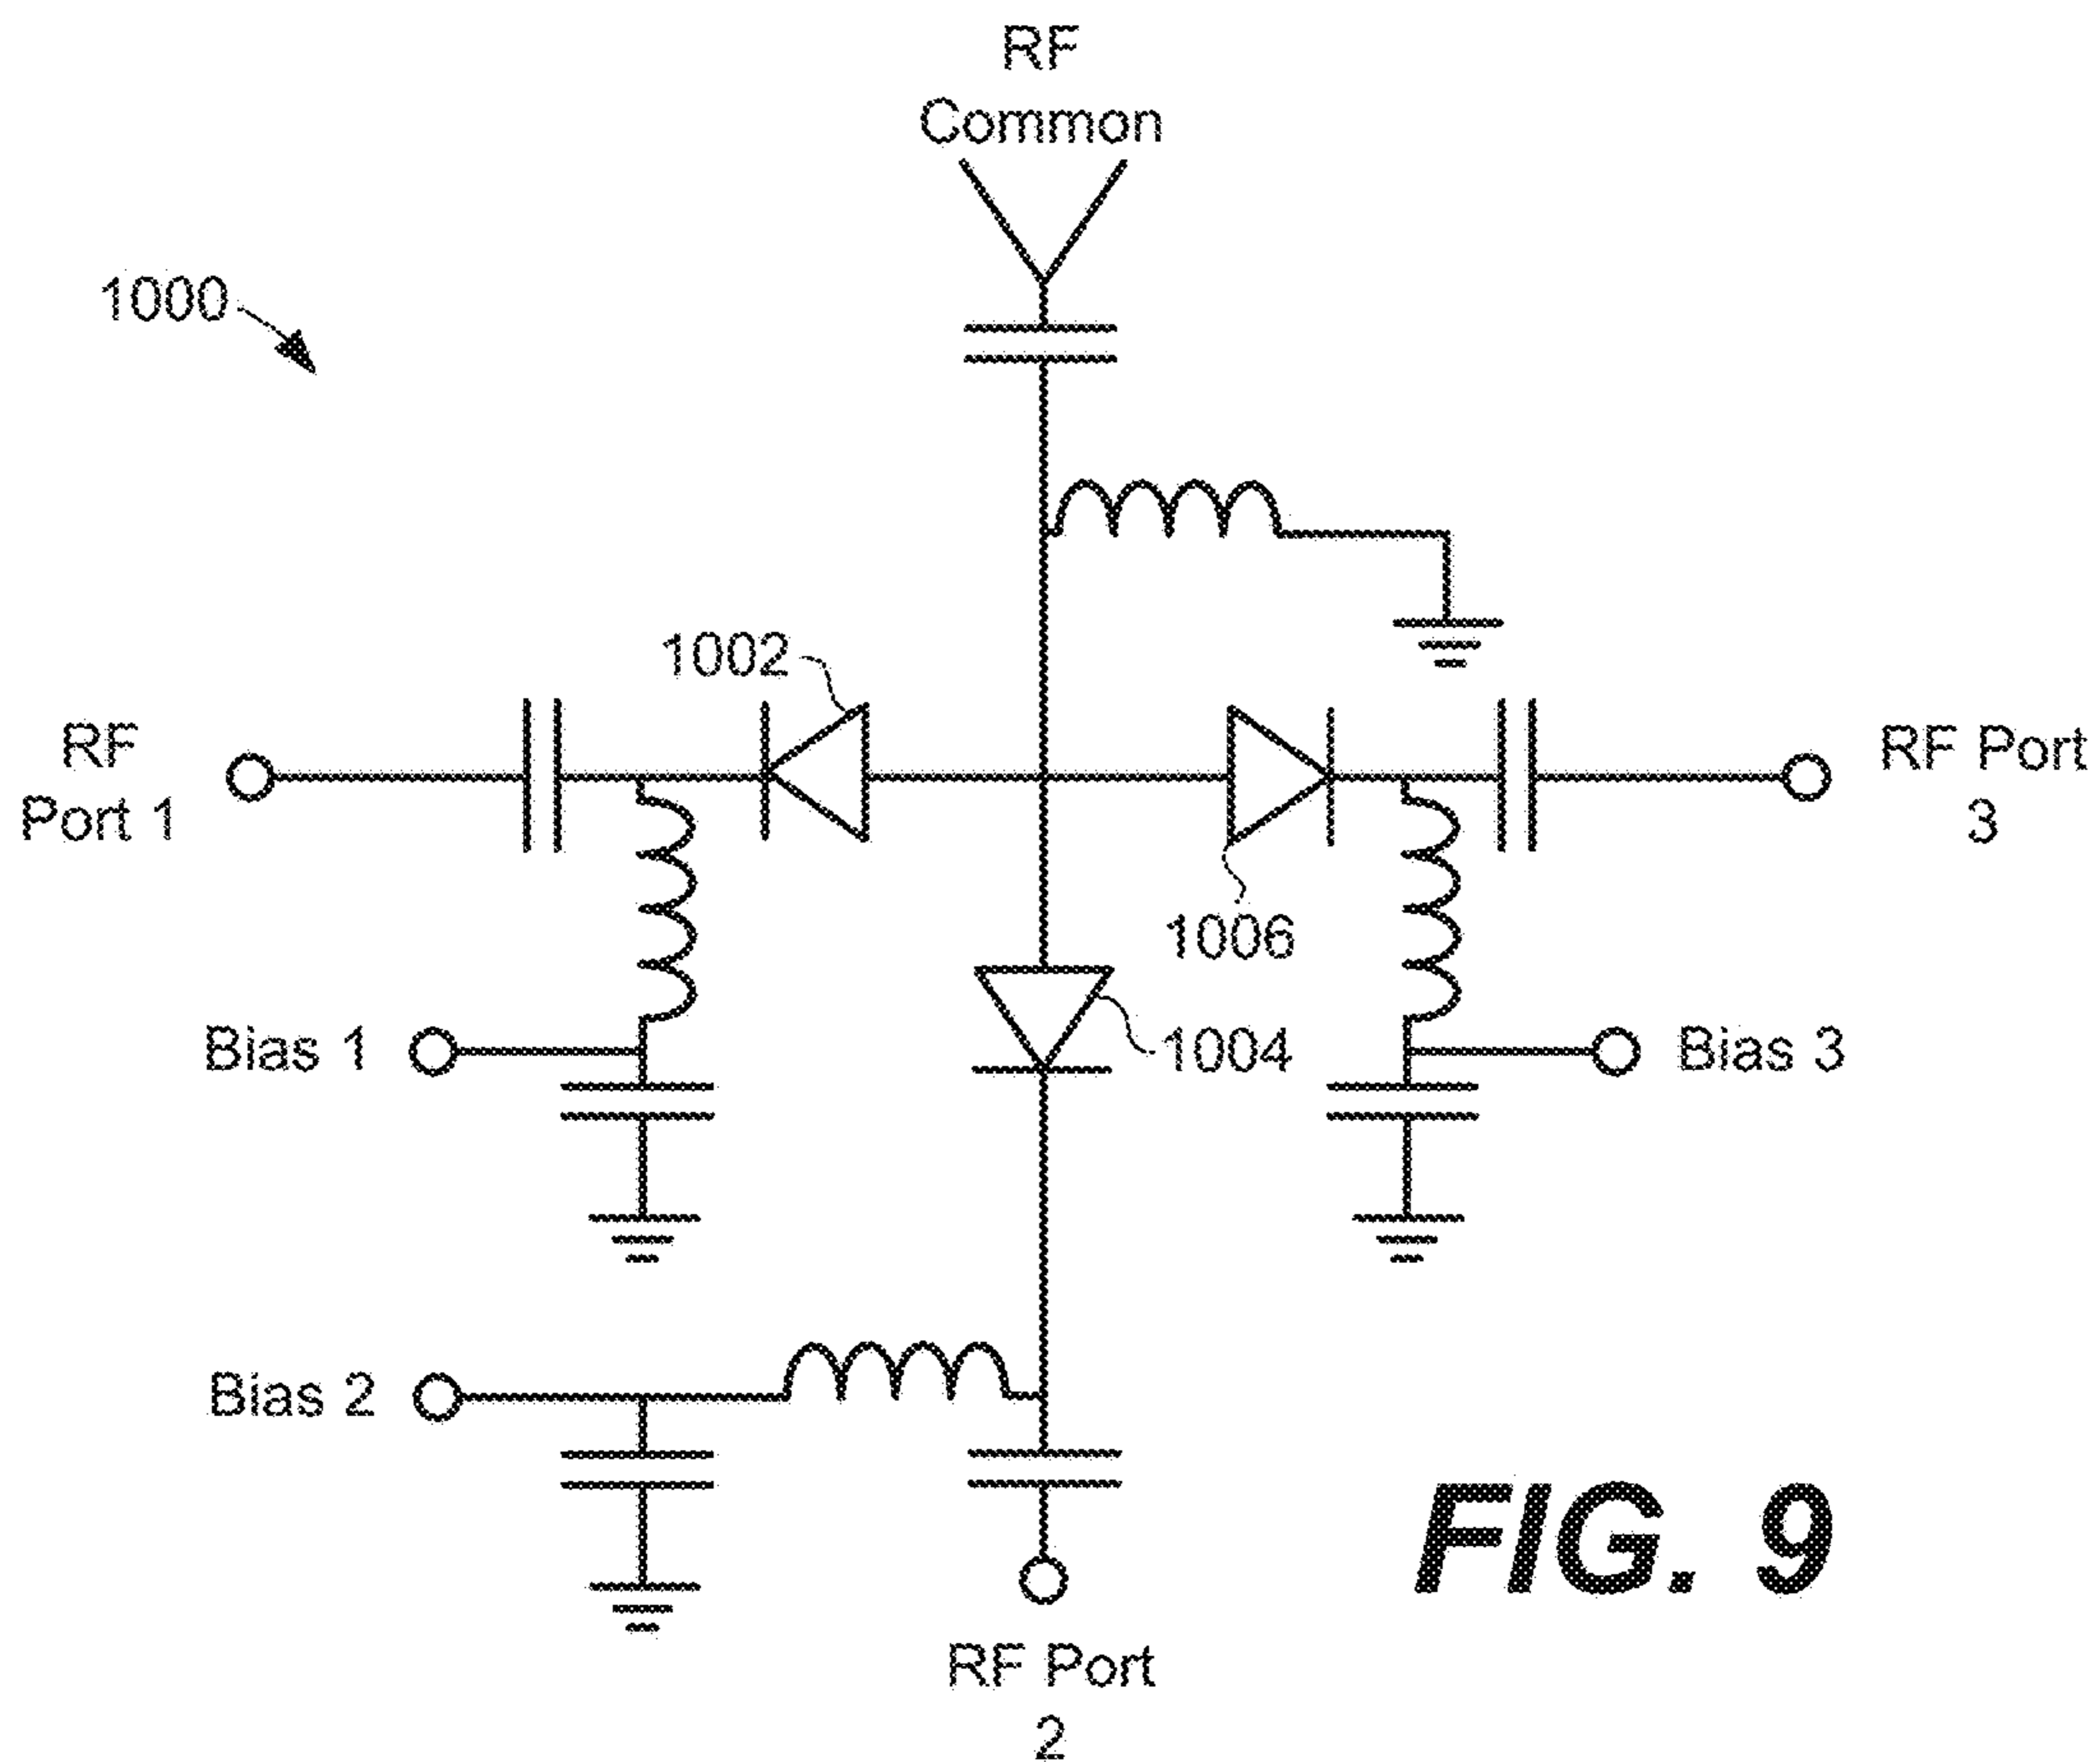 RF
Common
1000
1002
RF
Port 1
RF Port
3
1006
Bias 1
1004
Bias 3
Bias 2
FIG. 9
RF Port
2